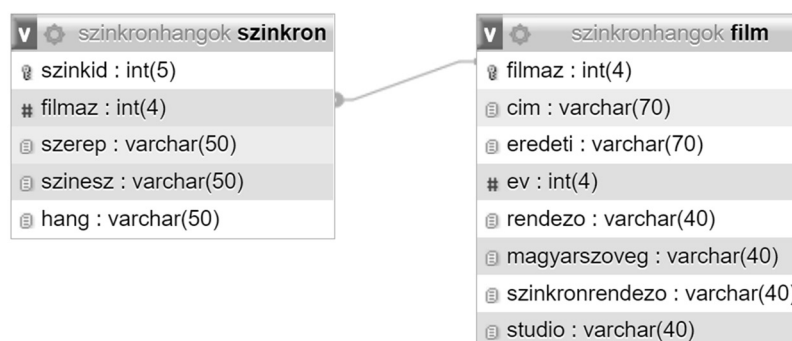 v szinkronhangok szinkron
szinkid : int(5)
# filmaz : int(4)
szerep : varchar(50)
szinesz : varchar(50)
hang : varchar(50)
v szinkronhangok film
filmaz : int(4)
cim : varchar(70)
eredeti : varchar(70)
# ev : int(4)
rendezo : varchar(40)
magyarszoveg : varchar(40)
szinkronrendezo : varchar(40)
studio : varchar(40)